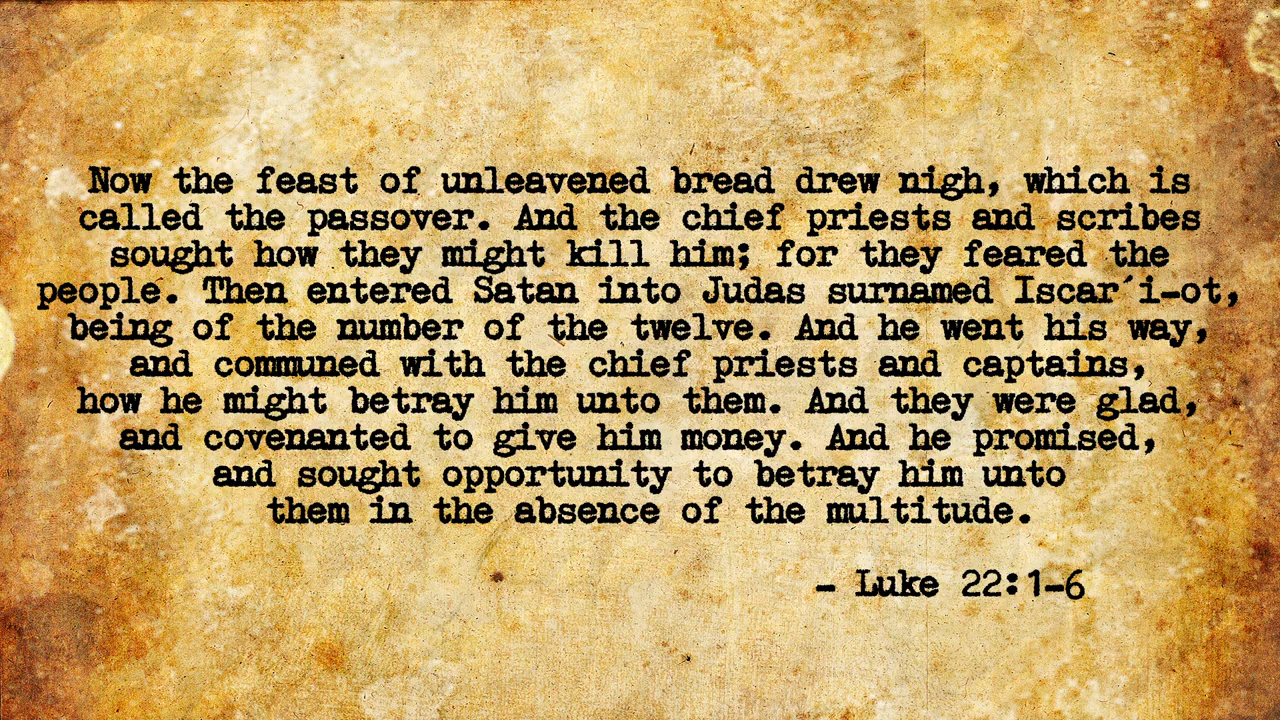 Now the feast of unleavened bread drew nigh, which is
called the passover. And the chief priests and scribes
sought how they might kill him; for they feared the
people. Then entered Satan into Judas surnamed Iscar´i-ot,
being of the number of the twelve. And he went his way,
and communed with the chief priests and captains,
how he might betray him unto them. And they were glad,
and covenanted to give him money. And he promised,
and sought opportunity to betray him unto
them in the absence of the multitude.
- Luke 22:1-6